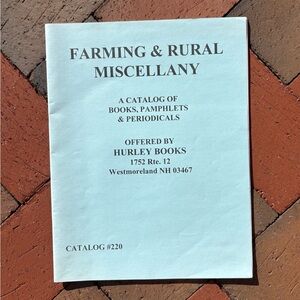 FARMING & RURAL
MISCELLANY
A CATALOG OF
BOOKS, PAMPHLETS
& PERIODICALS
OFFERED BY
HURLEY BOOKS
1752 Rte. 12
Westmoreland NH 03467
CATALOG #220